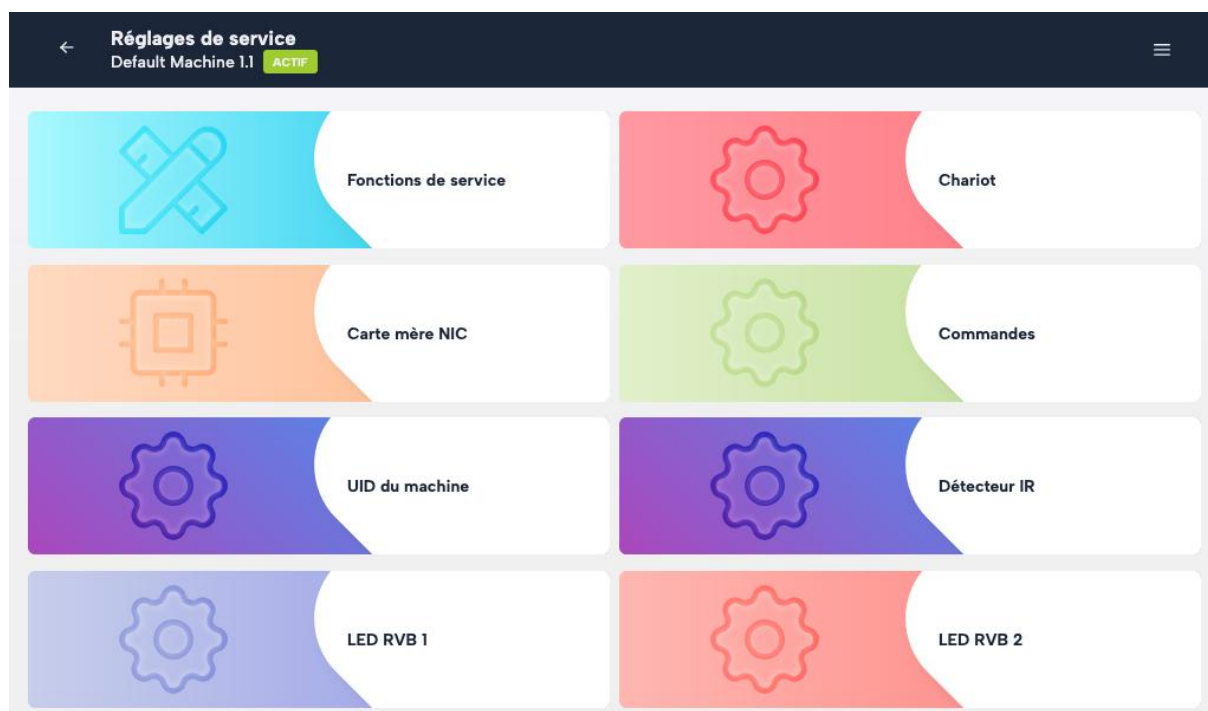 Réglages de service
Default Machine 1.1 ACTIF
Fonctions de service
Chariot
Carte mère NIC
Commandes
UID du machine
Détecteur IR
LED RVB 1
LED RVB 2